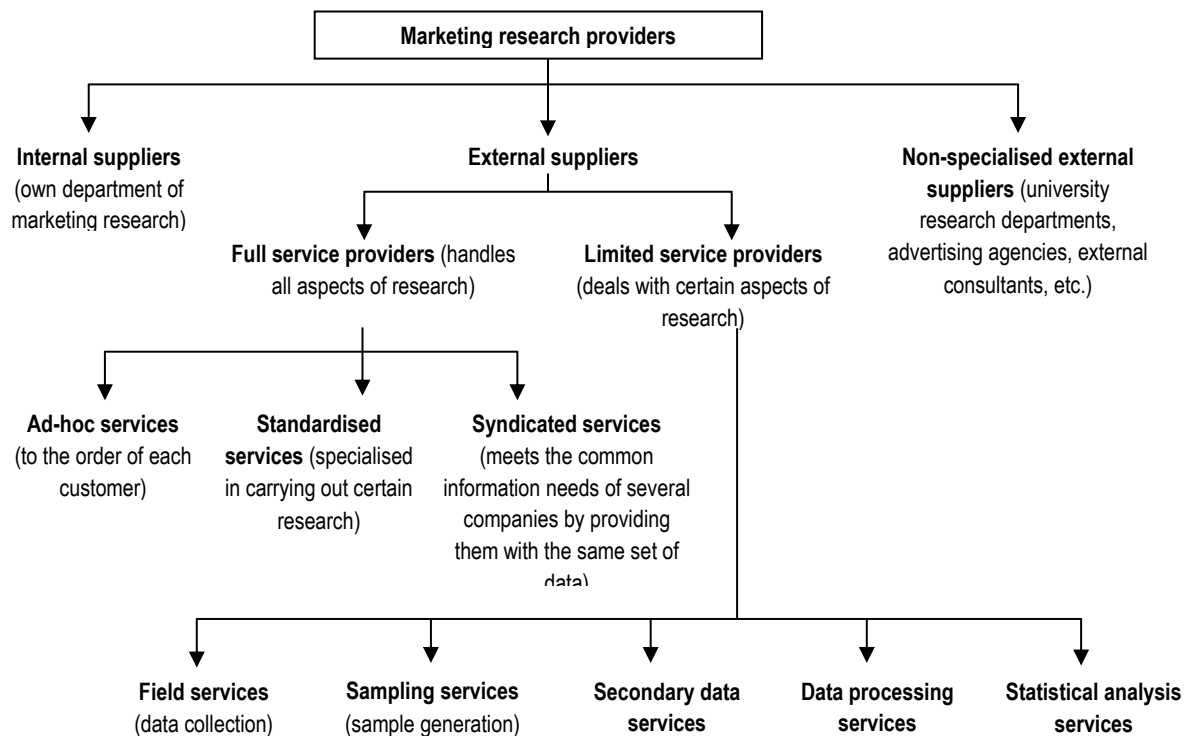 Marketing research providers
Internal suppliers
(own department of
marketing research)
External suppliers
Non-specialised external
suppliers (university
research departments,
advertising agencies, external
consultants, etc.)
Full service providers (handles
all aspects of research)
Limited service providers
(deals with certain aspects of
research)
Ad-hoc services
(to the order of each
customer)
Standardised
services (specialised
in carrying out certain
research)
Syndicated services
(meets the common
information needs of several
companies by providing
them with the same set of
data)
Field services
(data collection)
Sampling services
(sample generation)
Secondary data
services
Data processing
services
Statistical analysis
services